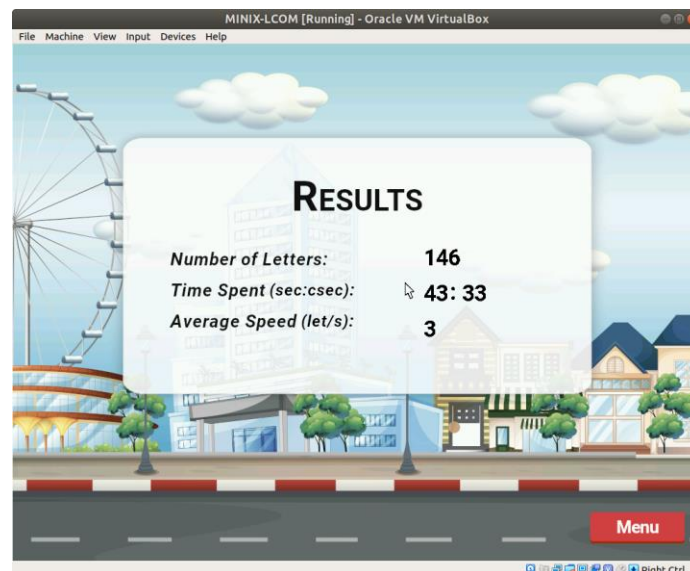 MINIX-LCOM [Running] - Oracle VM VirtualBox
File Machine View Input Devices Help
RESULTS
Number of Letters: 146
Time Spent (sec:csec): 43: 33
Average Speed (let/s): 3
Menu
Right Ctrl